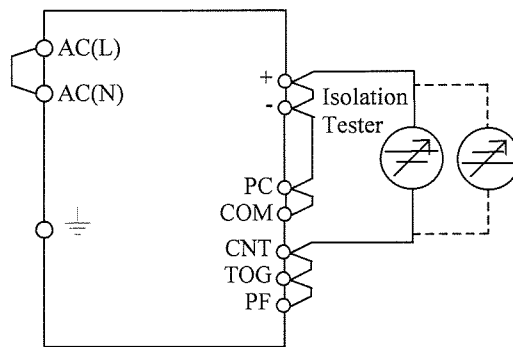 AC(L)
AC(N)
+
-
Isolation
Tester
PC
COM
CNT
TOG
PF